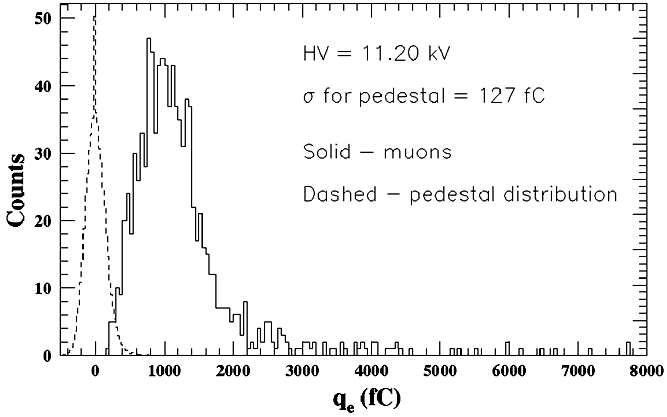 50
40
30
20
10
0
Counts
HV = 11.20 kV
σ for pedestal = 127 fC
Solid – muons
Dashed – pedestal distribution
0 1000 2000 3000 4000 5000 6000 7000 8000
qe (fC)